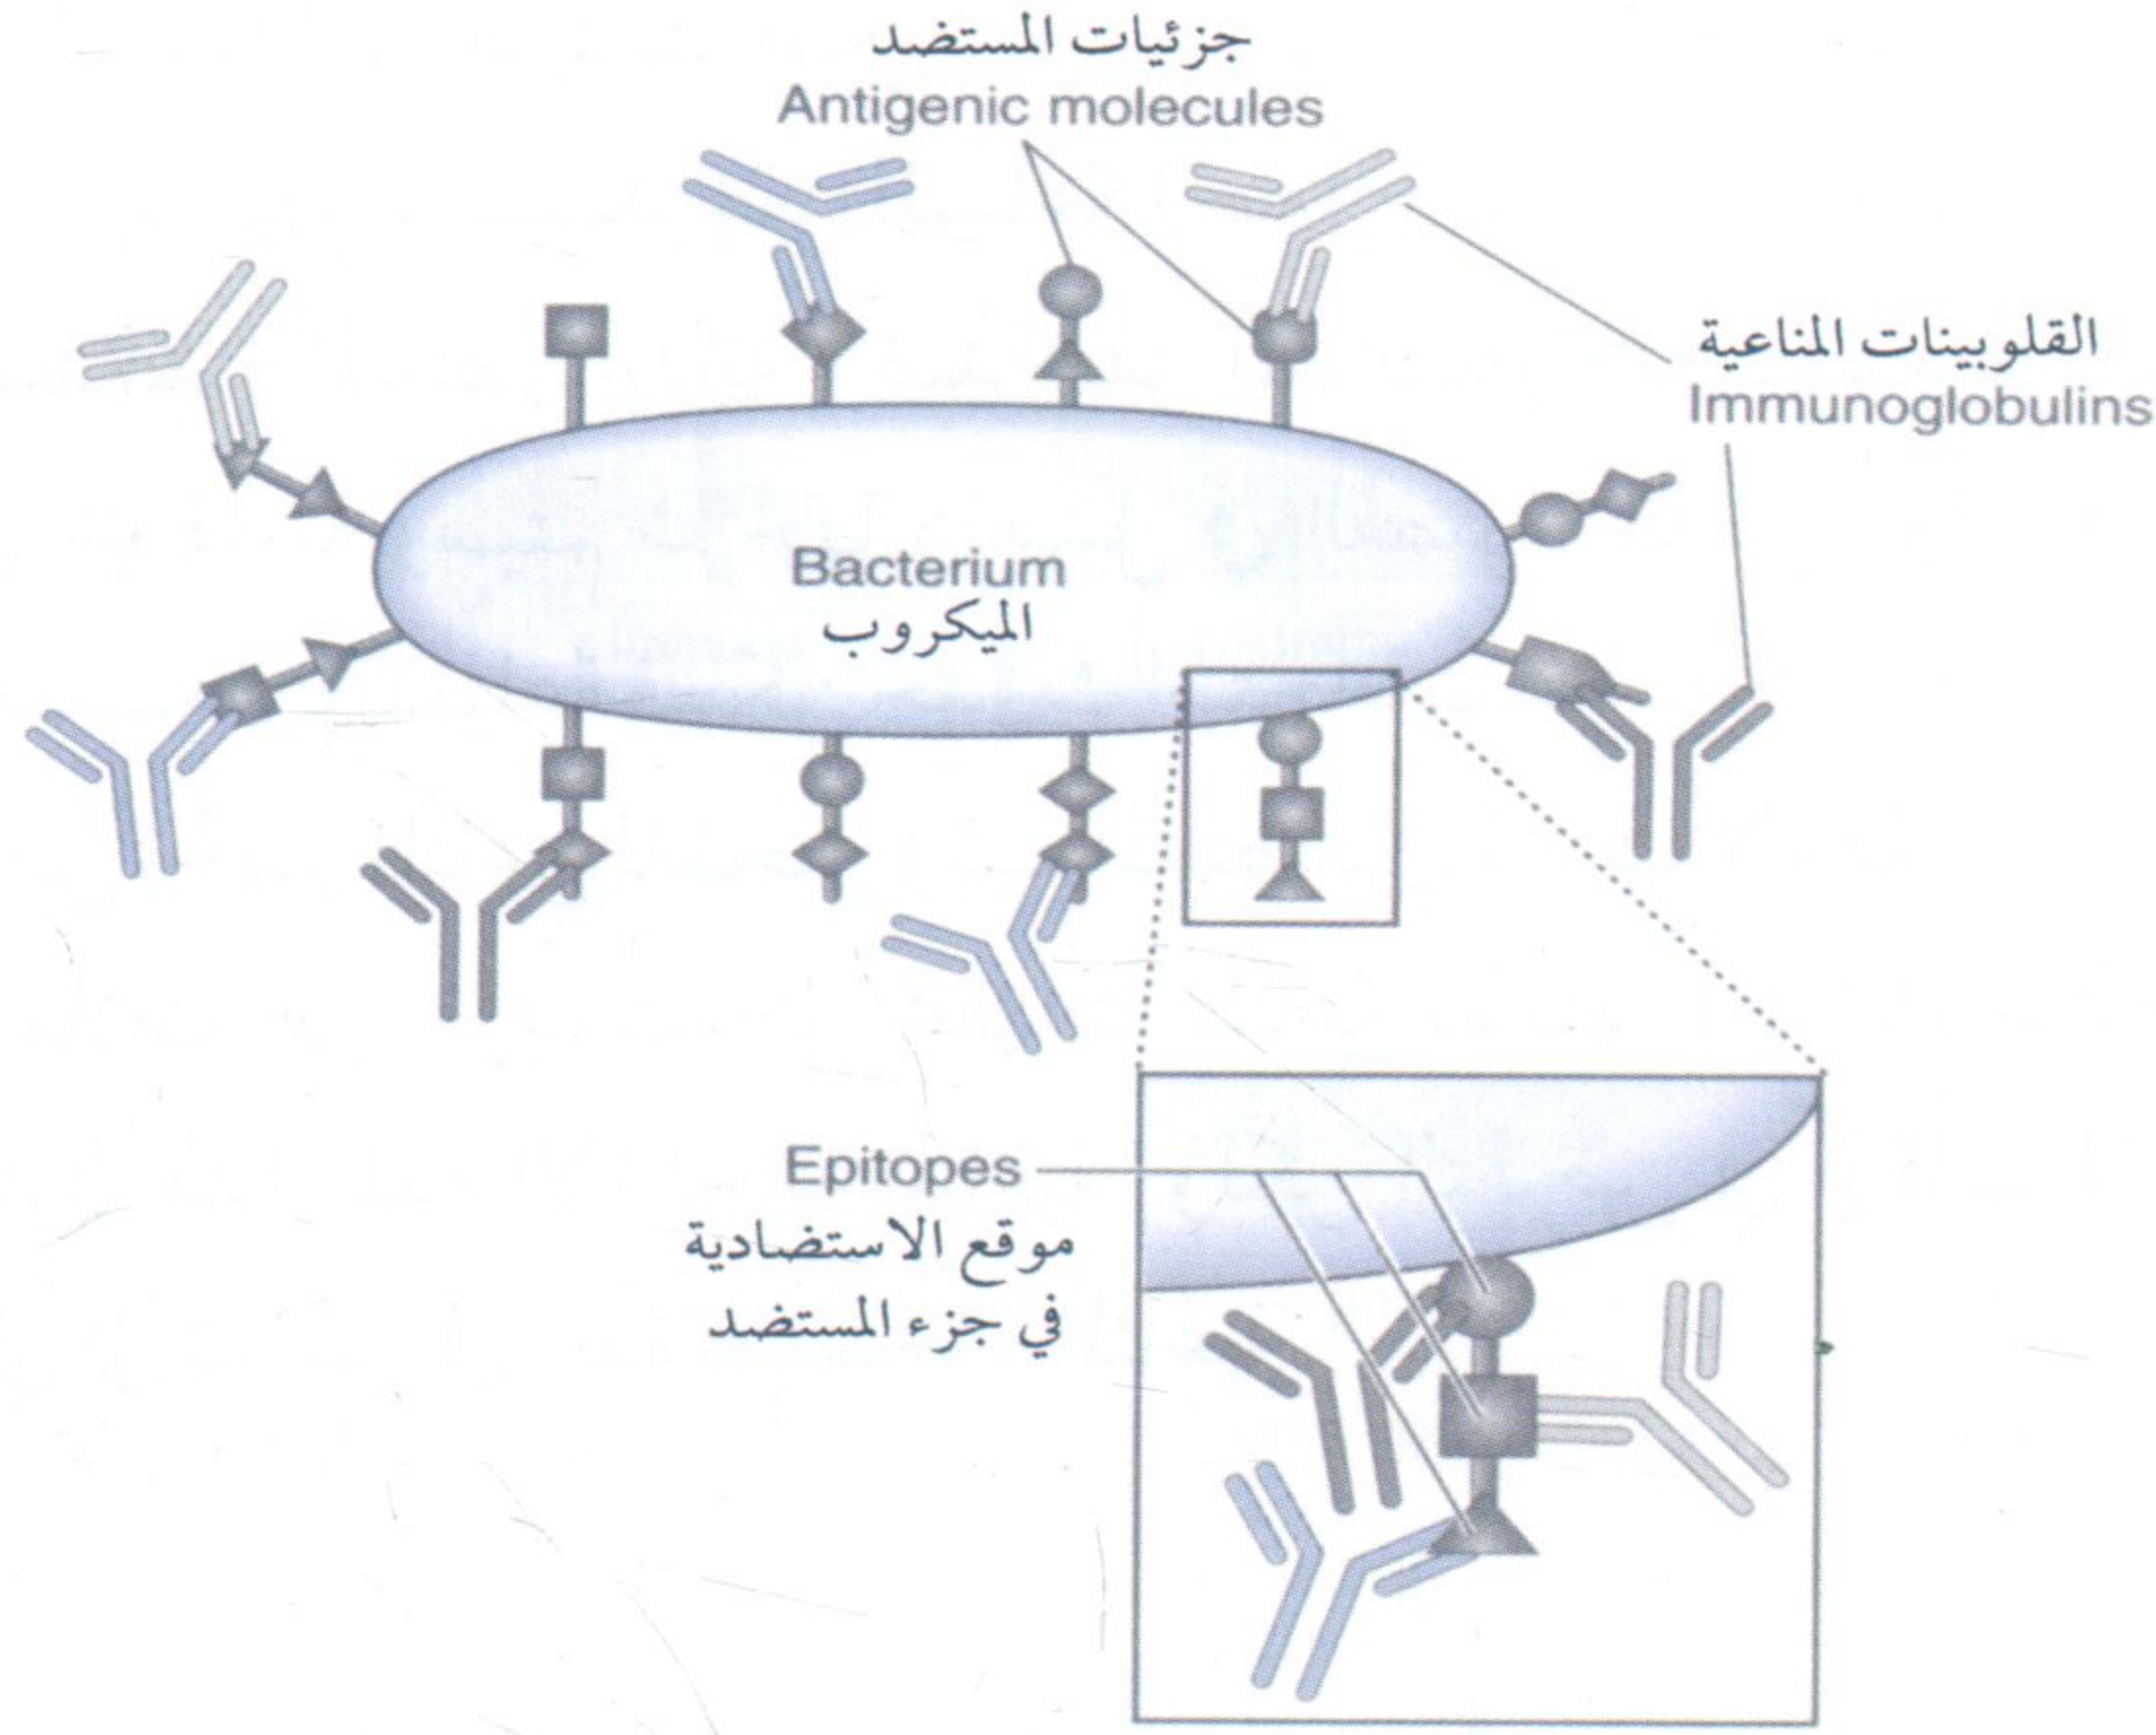 جزئيات المستضد
Antigenic molecules
القلوبينات المناعية
Immunoglobulins
Bacterium
الميكروب
Epitopes
موقع الاستضادية
في جزء المستضد